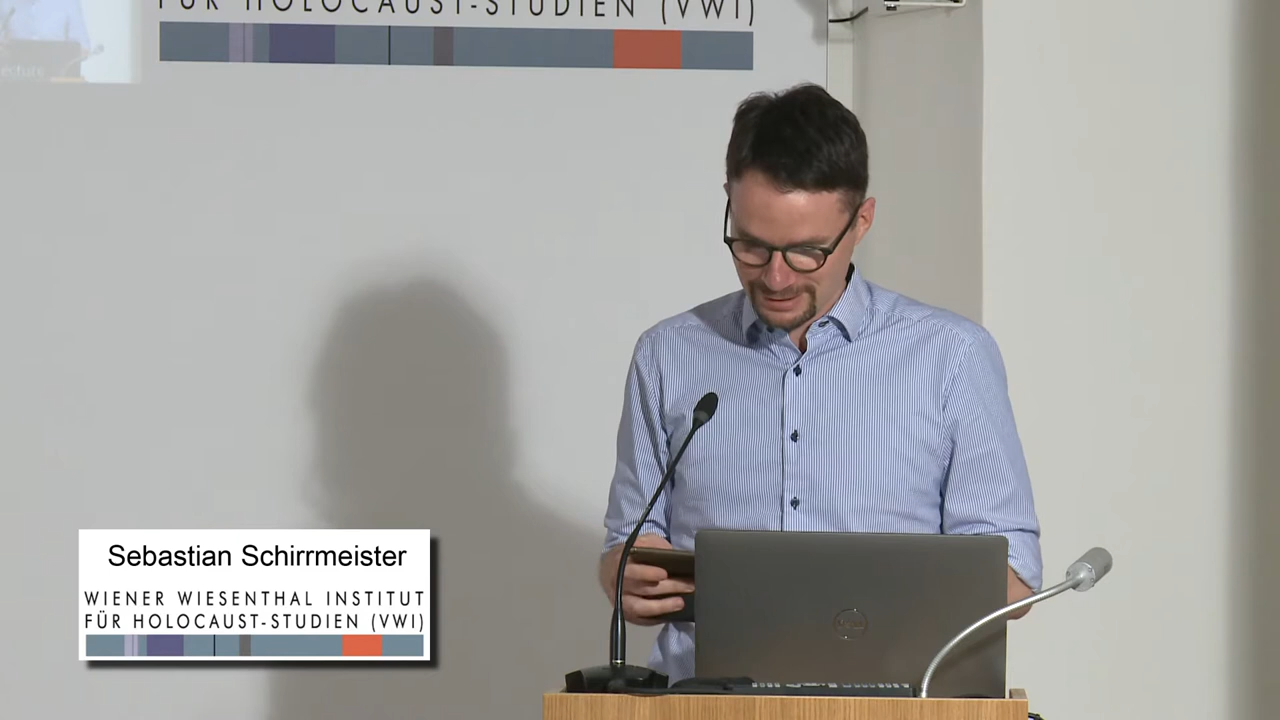 FÜR HOLOCAUST-STUDIEN (VWI)
Sebastian Schirrmeister
WIENER WIESENTHAL INSTITUT
FÜR HOLOCAUST-STUDIEN (VWI)